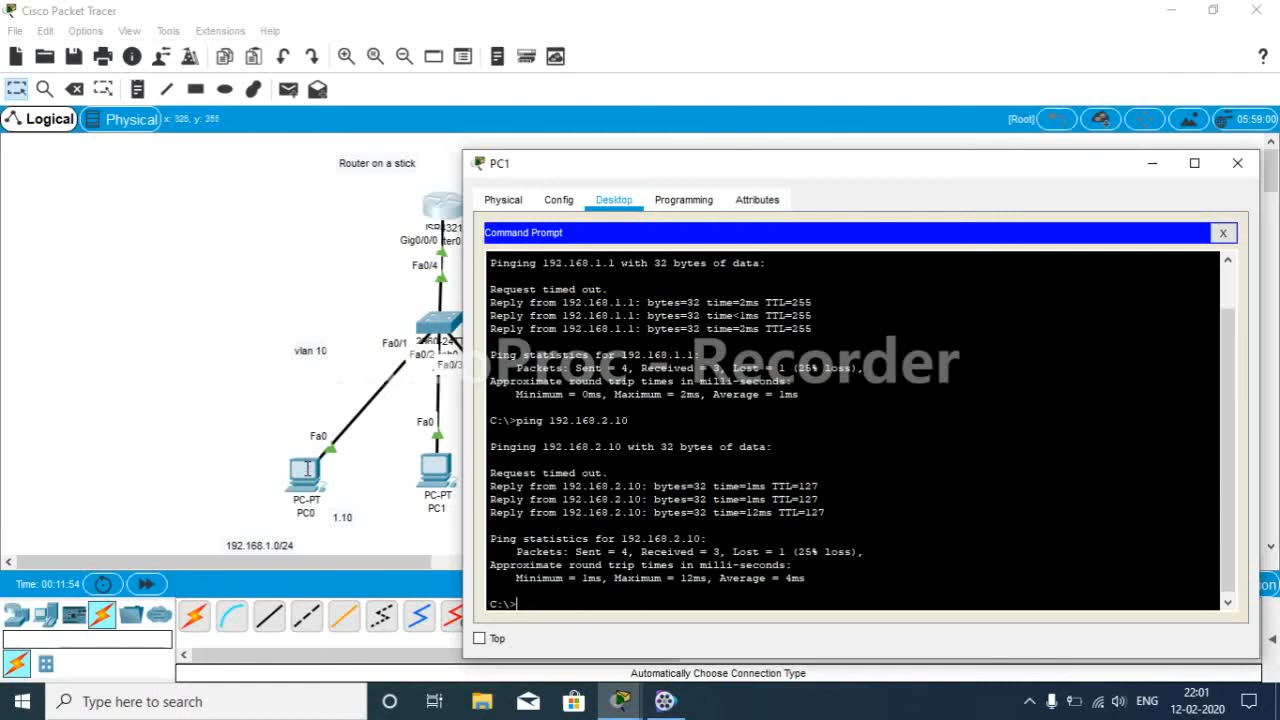 Cisco Packet Tracer
File Edit Options View Tools Extensions Help
Logical Physical x: 326, y: 355 [Root] 05:59:00
Router on a stick
Gig0/0/0
Fa0/4
Fa0/1
Fa0/2
Fa0/3
vlan 10
Fa0
Fa0
PC-PT
PC0
PC-PT
PC1
1.10
192.168.1.0/24
PC1
Physical Config Desktop Programming Attributes
Command Prompt X
Pinging 192.168.1.1 with 32 bytes of data:
Request timed out.
Reply from 192.168.1.1: bytes=32 time=2ms TTL=255
Reply from 192.168.1.1: bytes=32 time<1ms TTL=255
Reply from 192.168.1.1: bytes=32 time=2ms TTL=255
Ping statistics for 192.168.1.1:
Packets: Sent = 4, Received = 3, Lost = 1 (25% loss),
Approximate round trip times in milli-seconds:
Minimum = 0ms, Maximum = 2ms, Average = 1ms
C:\>ping 192.168.2.10
Pinging 192.168.2.10 with 32 bytes of data:
Request timed out.
Reply from 192.168.2.10: bytes=32 time=1ms TTL=127
Reply from 192.168.2.10: bytes=32 time=1ms TTL=127
Reply from 192.168.2.10: bytes=32 time=12ms TTL=127
Ping statistics for 192.168.2.10:
Packets: Sent = 4, Received = 3, Lost = 1 (25% loss),
Approximate round trip times in milli-seconds:
Minimum = 1ms, Maximum = 12ms, Average = 4ms
C:\>
Top
- Recorder
Time: 00:11:54
Automatically Choose Connection Type
Type here to search
ENG
22:01
12-02-2020